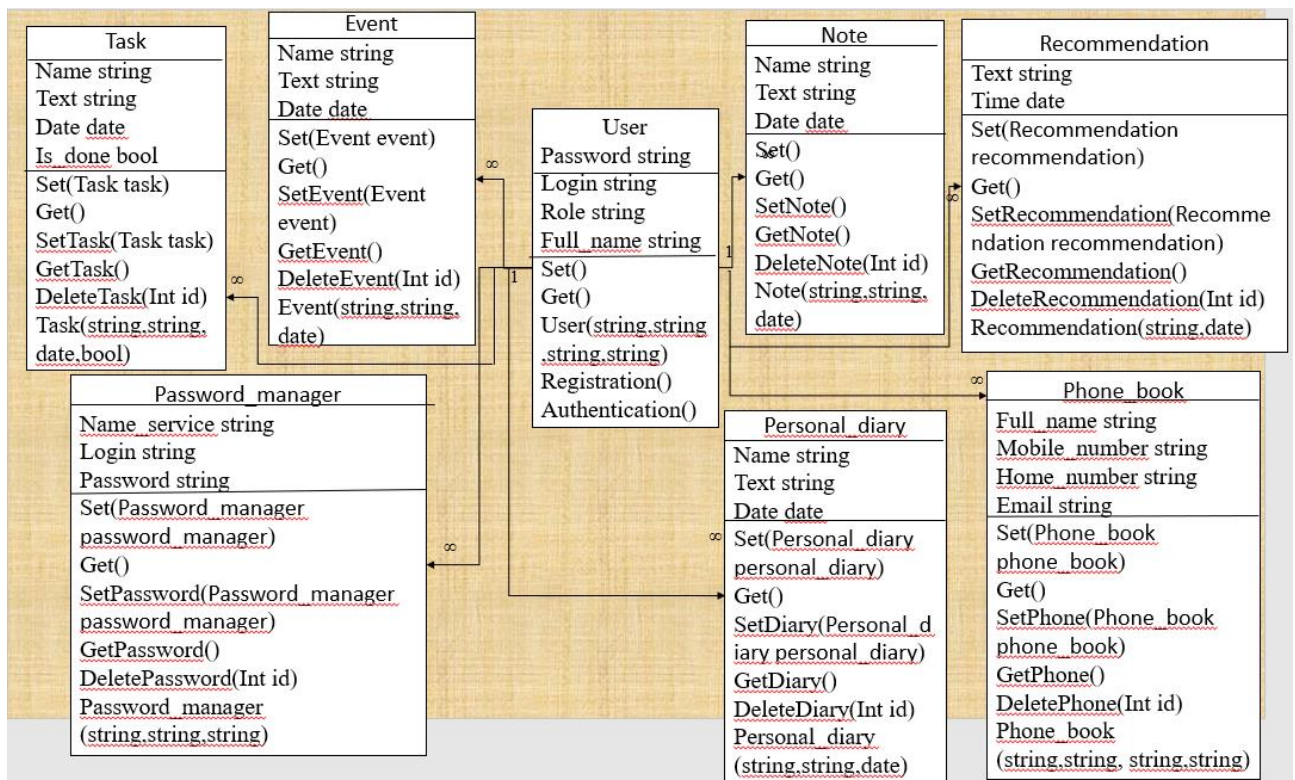 Task
Name string
Text string
Date date
Is_done bool
Set(Task task)
Get()
SetTask(Task task)
GetTask()
DeleteTask(Int id)
Task(string,string,
date,bool)
∞
Event
Name string
Text string
Date date
Set(Event event)
Get()
SetEvent(Event
event)
GetEvent()
DeleteEvent(Int id)
Event(string,string,
date)
∞
User
Password string
Login string
Role string
Full_name string
Set()
Get()
User(string,string
,string,string)
Registration()
Authentication()
1
1
Note
Name string
Text string
Date date
Set()
∞
Get()
SetNote()
GetNote()
DeleteNote(Int id)
Note(string,string,
date)
Recommendation
Text string
Time date
Set(Recommendation
recommendation)
Get()
SetRecommendation(Recomme
ndation recommendation)
GetRecommendation()
DeleteRecommendation(Int id)
Recommendation(string,date)
∞
Password_manager
Name_service string
Login string
Password string
Set(Password_manager
password_manager)
Get()
SetPassword(Password_manager
password_manager)
GetPassword()
DeletePassword(Int id)
Password_manager
(string,string,string)
∞
Personal_diary
Name string
Text string
Date date
Set(Personal_diary
personal_diary)
Get()
SetDiary(Personal_d
iary personal_diary)
GetDiary()
DeleteDiary(Int id)
Personal_diary
(string,string,date)
∞
Phone_book
Full_name string
Mobile_number string
Home_number string
Email string
Set(Phone_book
phone_book)
Get()
SetPhone(Phone_book
phone_book)
GetPhone()
DeletePhone(Int id)
Phone_book
(string,string, string,string)
∞